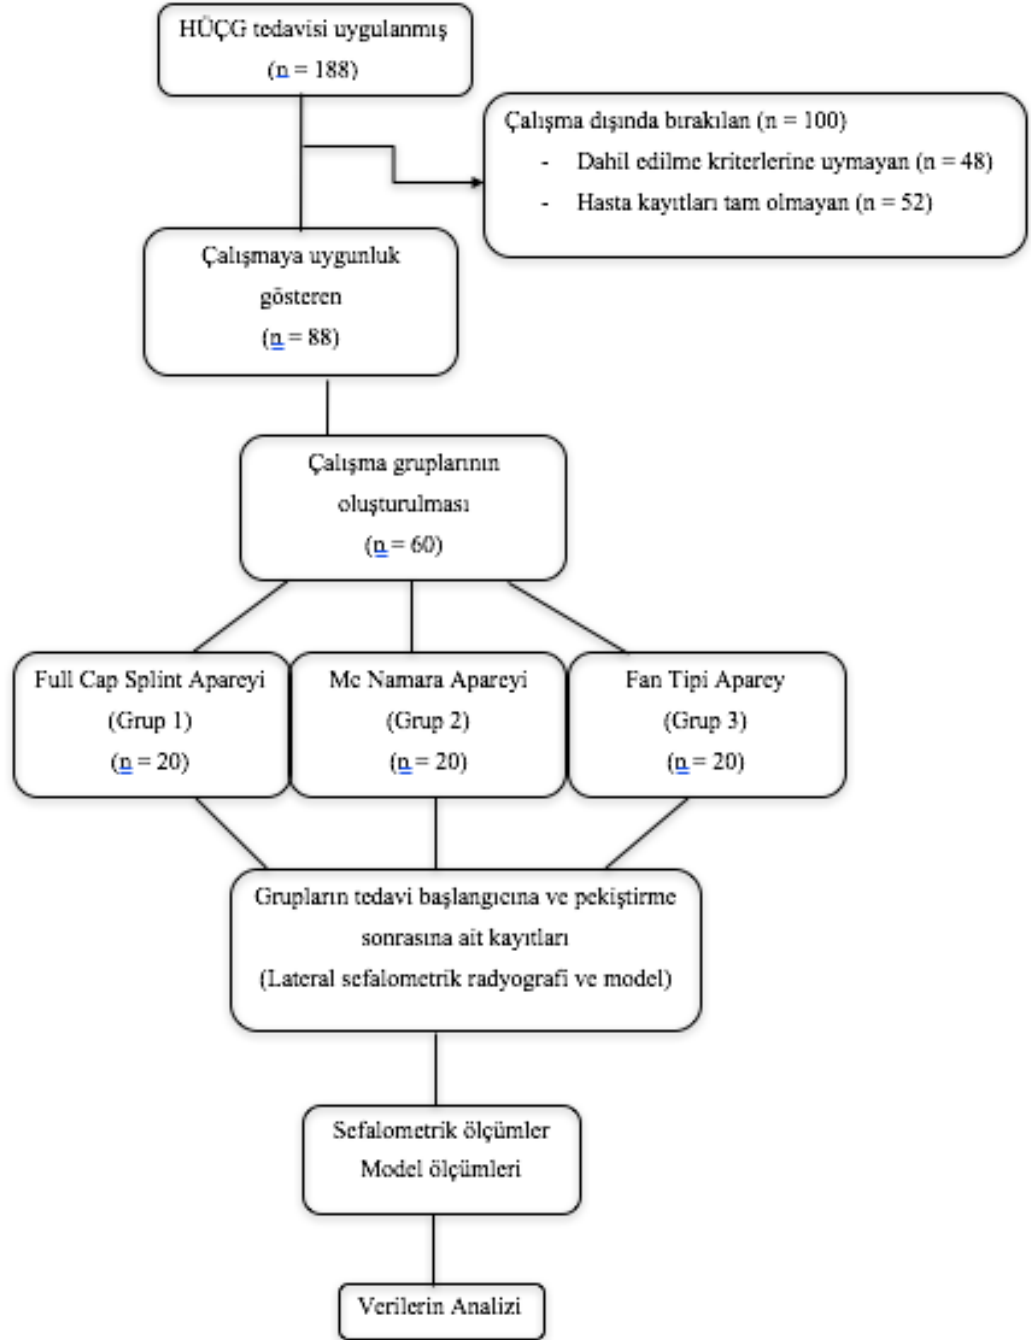 HÜÇG tedavisi uygulanmış
(n = 188)
Çalışma dışında bırakılan (n = 100)
- Dahil edilme kriterlerine uymayan (n = 48)
- Hasta kayıtları tam olmayan (n = 52)
Çalışmaya uygunluk
gösteren
(n = 88)
Çalışma gruplarının
oluşturulması
(n = 60)
Full Cap Splint Apareyi
(Grup 1)
(n = 20)
Mc Namara Apareyi
(Grup 2)
(n = 20)
Fan Tipi Aparey
(Grup 3)
(n = 20)
Grupların tedavi başlangıcına ve pekiştirme
sonrasına ait kayıtları
(Lateral sefalometrik radyografi ve model)
Sefalometrik ölçümler
Model ölçümleri
Verilerin Analizi